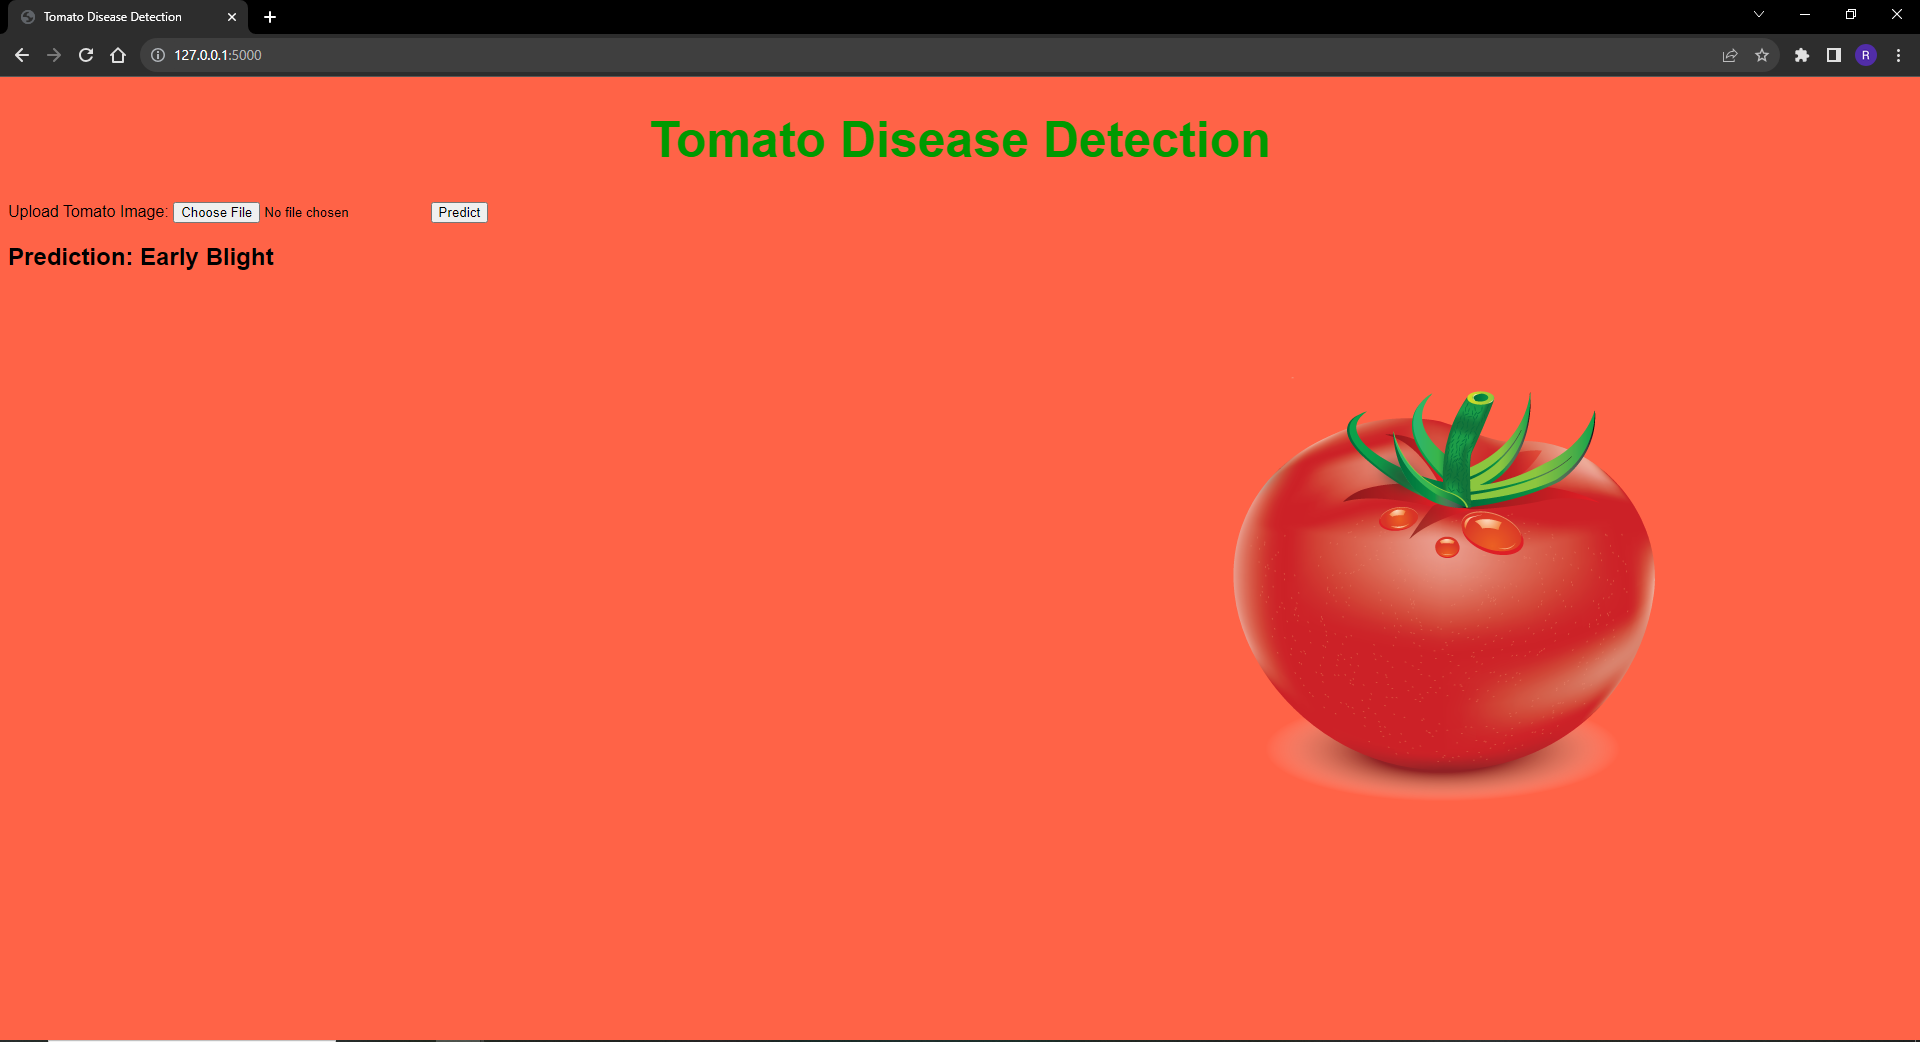 Tomato Disease Detection
127.0.0.1:5000
R
Tomato Disease Detection
Upload Tomato Image: Choose File No file chosen Predict
Prediction: Early Blight